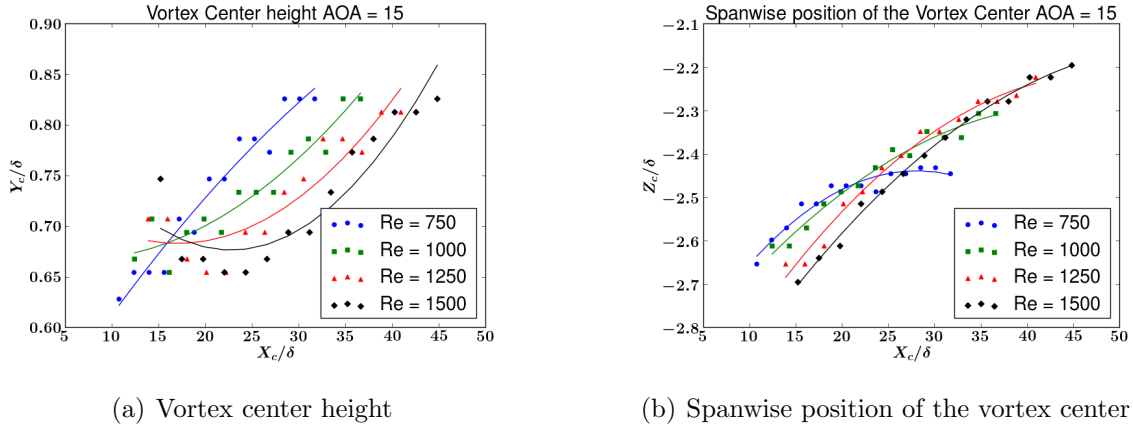 Vortex Center height AOA = 15
0.90
0.85
0.80
0.75
0.70
0.65
0.60
Y_c/δ
5 10 15 20 25 30 35 40 45 50
X_c/δ
Re = 750
Re = 1000
Re = 1250
Re = 1500
(a) Vortex center height
Spanwise position of the Vortex Center AOA = 15
−2.1
−2.2
−2.3
−2.4
−2.5
−2.6
−2.7
−2.8
Z_c/δ
5 10 15 20 25 30 35 40 45 50
X_c/δ
Re = 750
Re = 1000
Re = 1250
Re = 1500
(b) Spanwise position of the vortex center